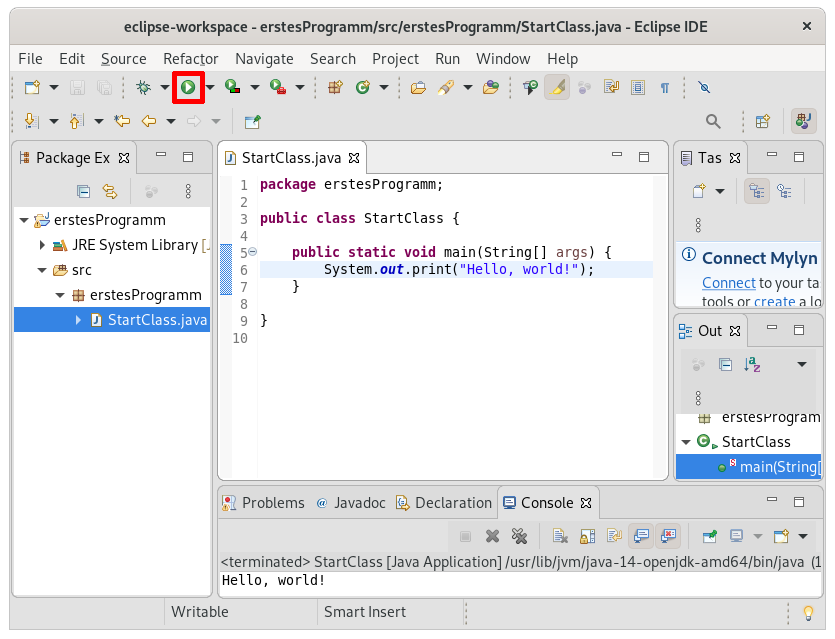 eclipse-workspace - erstesProgramm/src/erstesProgramm/StartClass.java - Eclipse IDE
File Edit Source Refactor Navigate Search Project Run Window Help
Package Ex
erstesProgramm
JRE System Library [J
src
erstesProgramm
StartClass.java
StartClass.java
1 package erstesProgramm;
2
3 public class StartClass {
4
5 public static void main(String[] args) {
6 System.out.print("Hello, world!");
7 }
8
9 }
10
Tas
Connect Mylyn
Connect to your ta
tools or create a lo
Out
erstesProgram
StartClass
main(String[
Problems Javadoc Declaration Console
<terminated> StartClass [Java Application] /usr/lib/jvm/java-14-openjdk-amd64/bin/java (1
Hello, world!
Writable Smart Insert